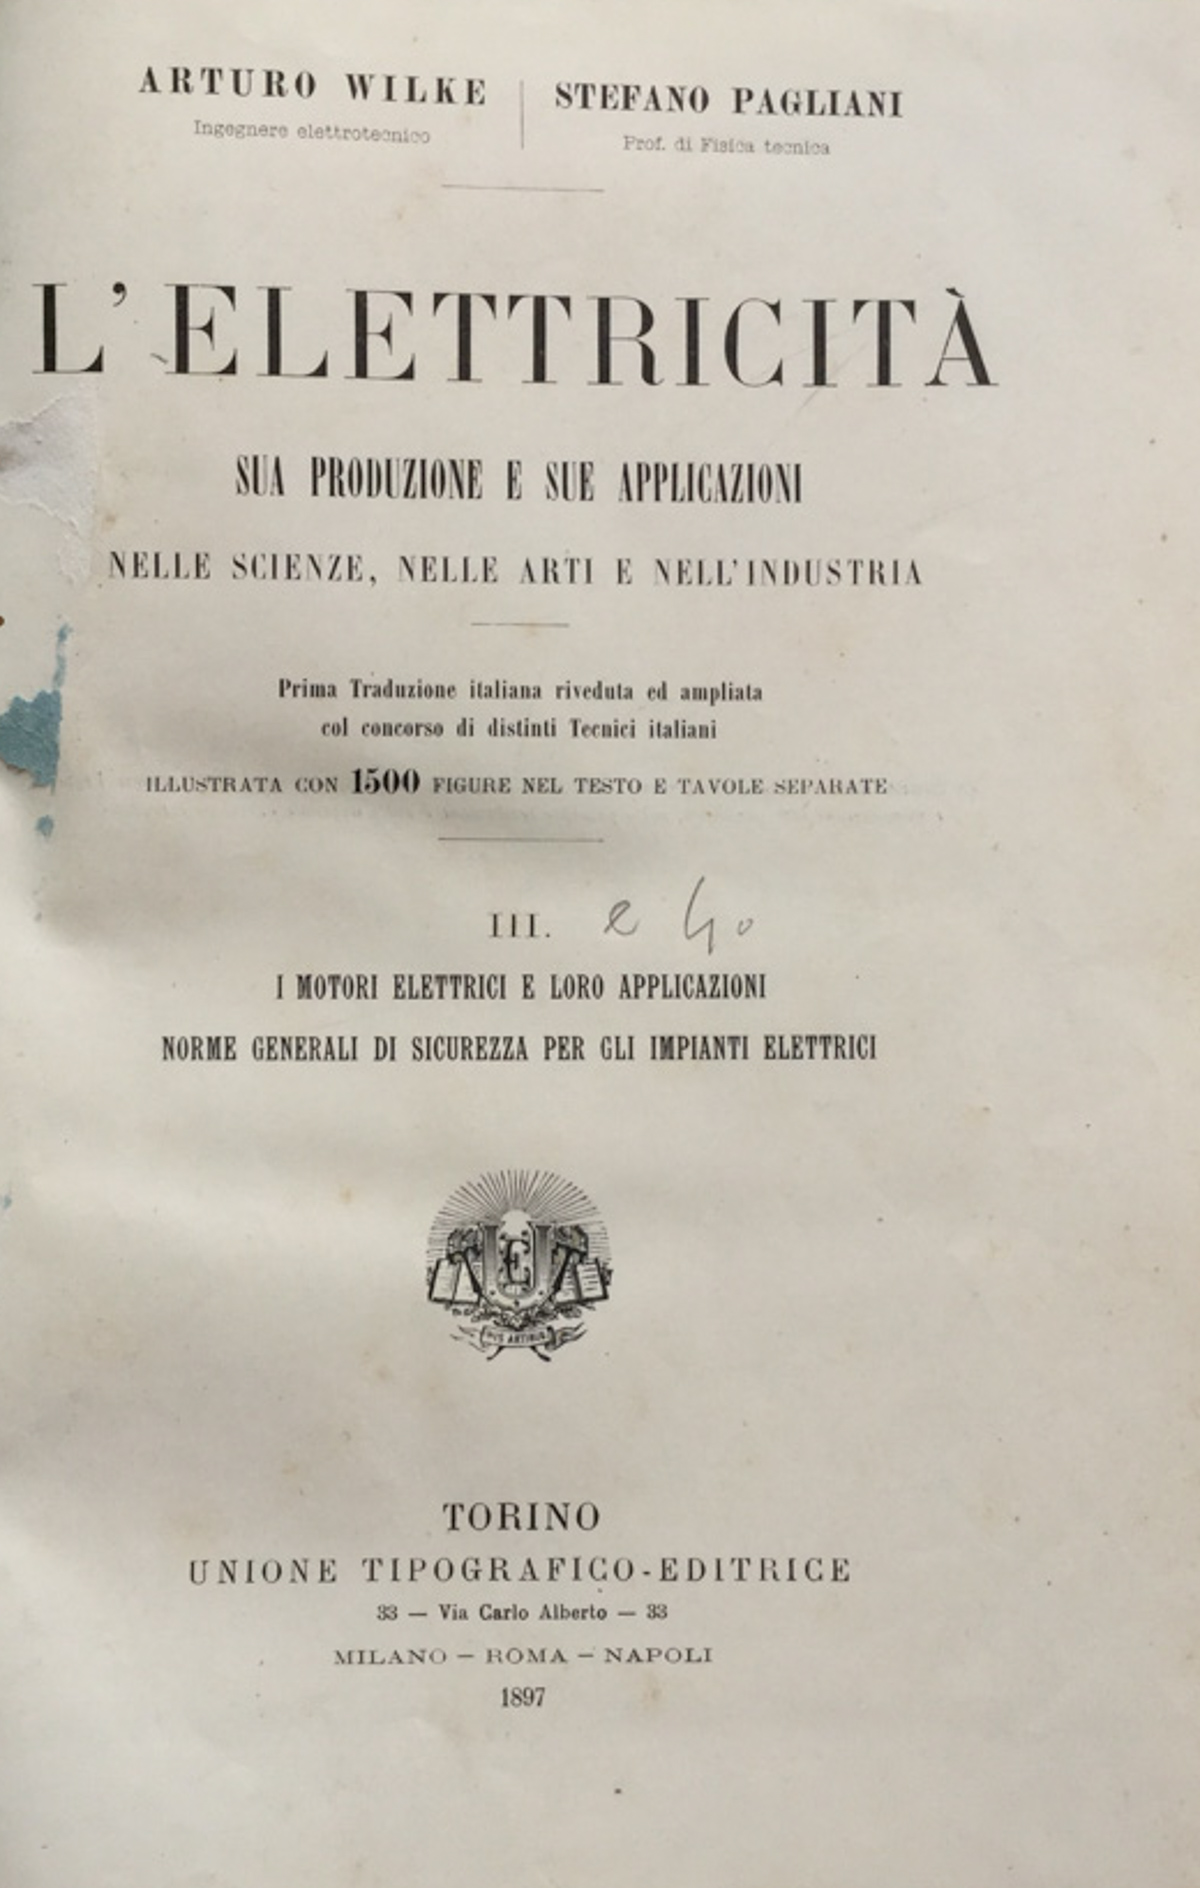 ARTURO WILKE
Ingegnere elettrotecnico
STEFANO PAGLIANI
Prof. di Fisica tecnica
L'ELETTRICITÀ
SUA PRODUZIONE E SUE APPLICAZIONI
NELLE SCIENZE, NELLE ARTI E NELL'INDUSTRIA
Prima Traduzione italiana riveduta ed ampliata
col concorso di distinti Tecnici italiani
ILLUSTRATA CON 1500 FIGURE NEL TESTO E TAVOLE SEPARATE
III. e 4º
I MOTORI ELETTRICI E LORO APPLICAZIONI
NORME GENERALI DI SICUREZZA PER GLI IMPIANTI ELETTRICI
UTET
ARTIBUS
TORINO
UNIONE TIPOGRAFICO-EDITRICE
33 — Via Carlo Alberto — 33
MILANO — ROMA — NAPOLI
1897